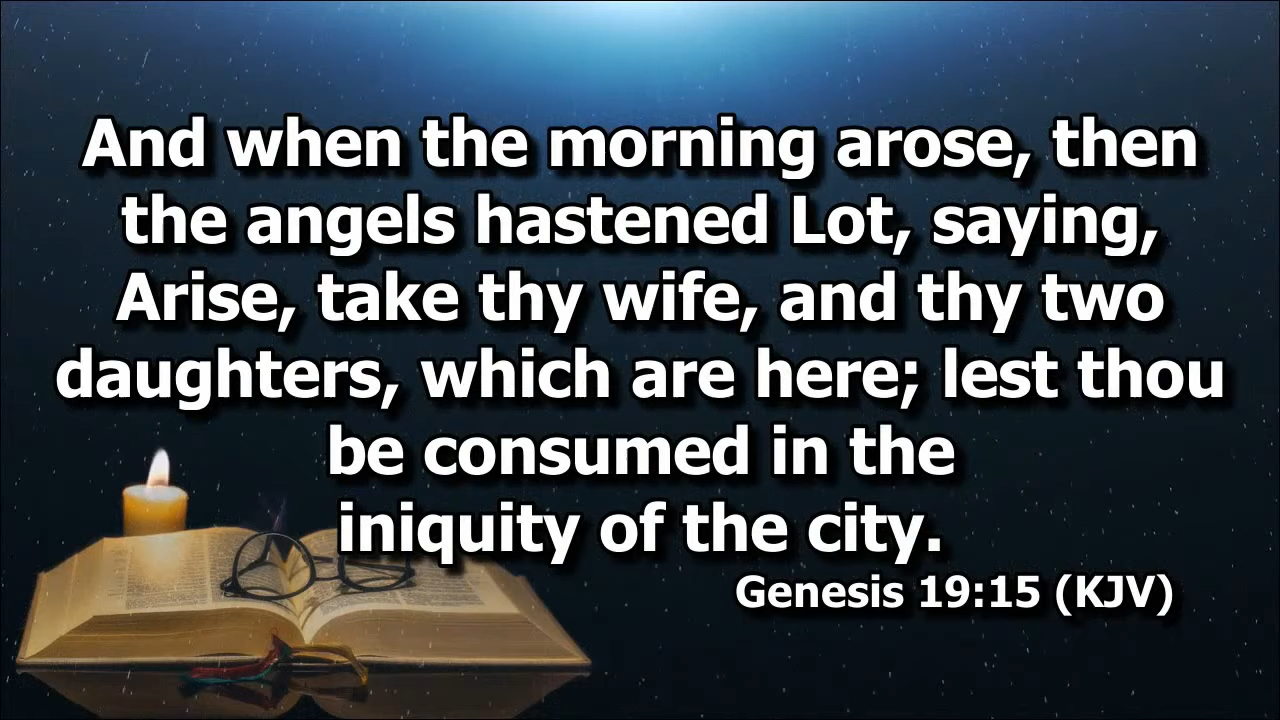 And when the morning arose, then
the angels hastened Lot, saying,
Arise, take thy wife, and thy two
daughters, which are here; lest thou
be consumed in the
iniquity of the city.
Genesis 19:15 (KJV)